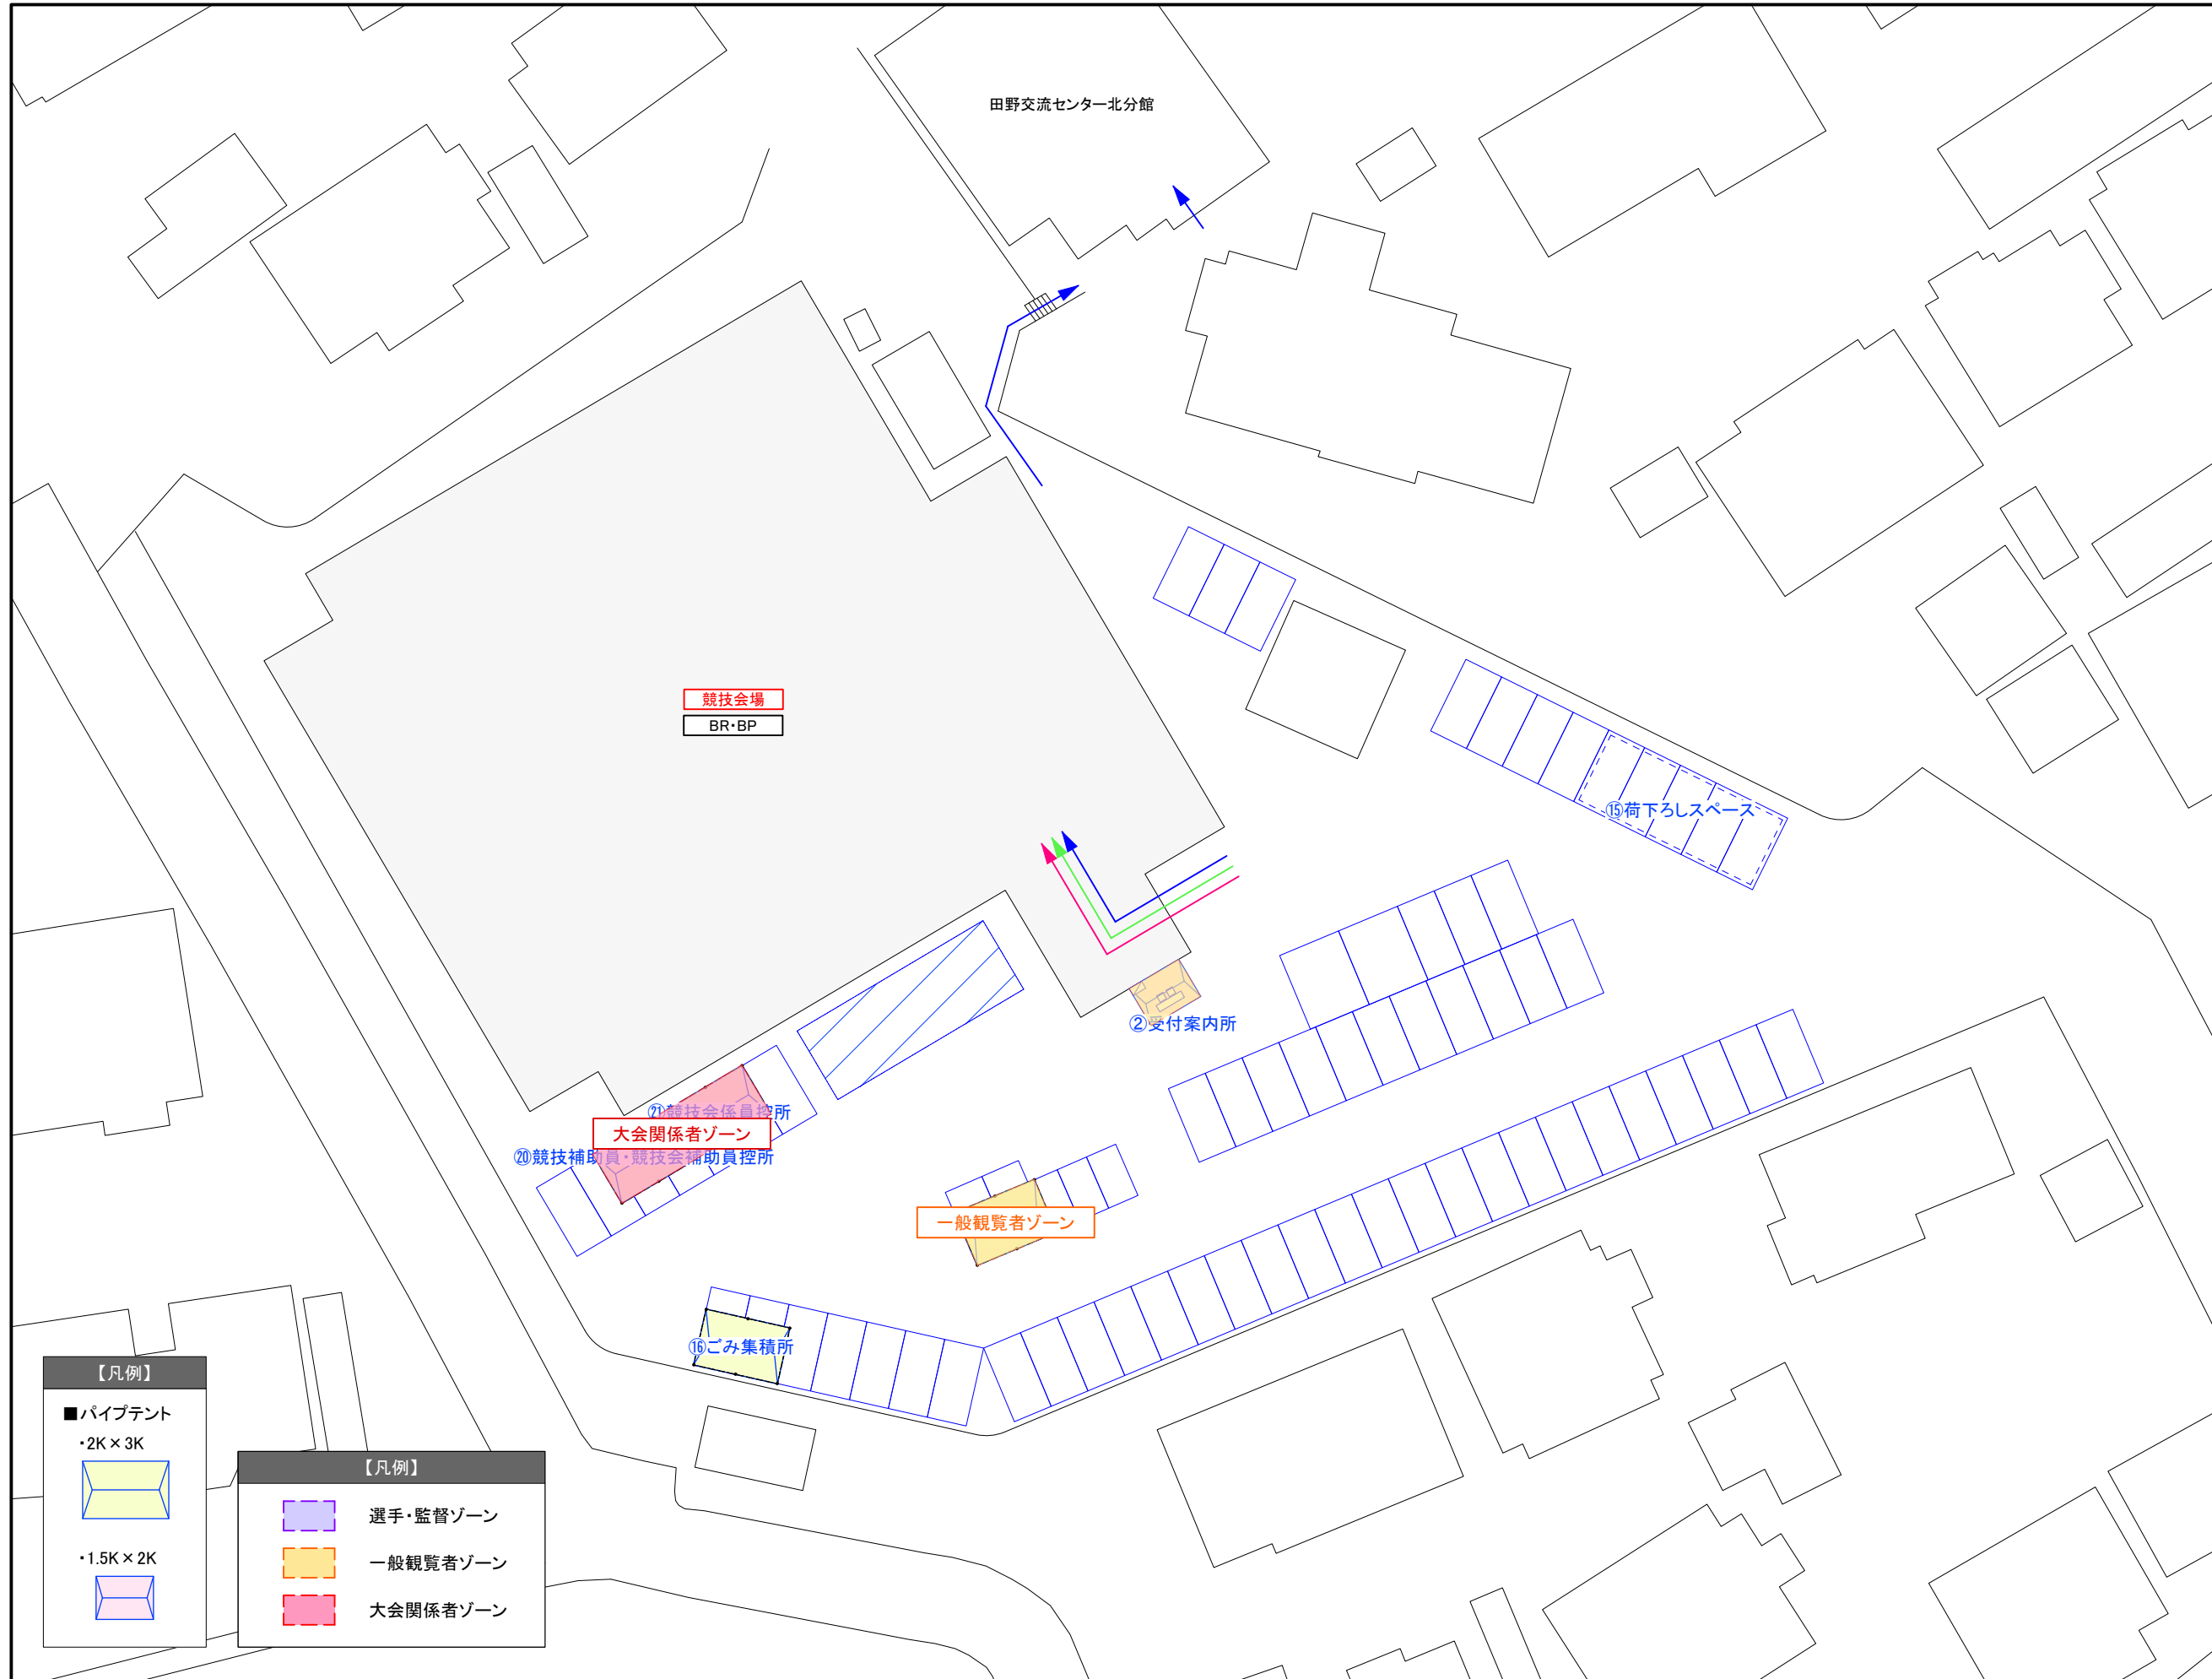 田野交流センター北分館
競技会場
BR・BP
⑮荷下ろしスペース
②受付案内所
㉑競技会係員控所
大会関係者ゾーン
⑳競技補助員・競技会補助員控所
一般観覧者ゾーン
⑯ごみ集積所
【凡例】
■パイプテント
・2K×3K
・1.5K×2K
【凡例】
選手・監督ゾーン
一般観覧者ゾーン
大会関係者ゾーン